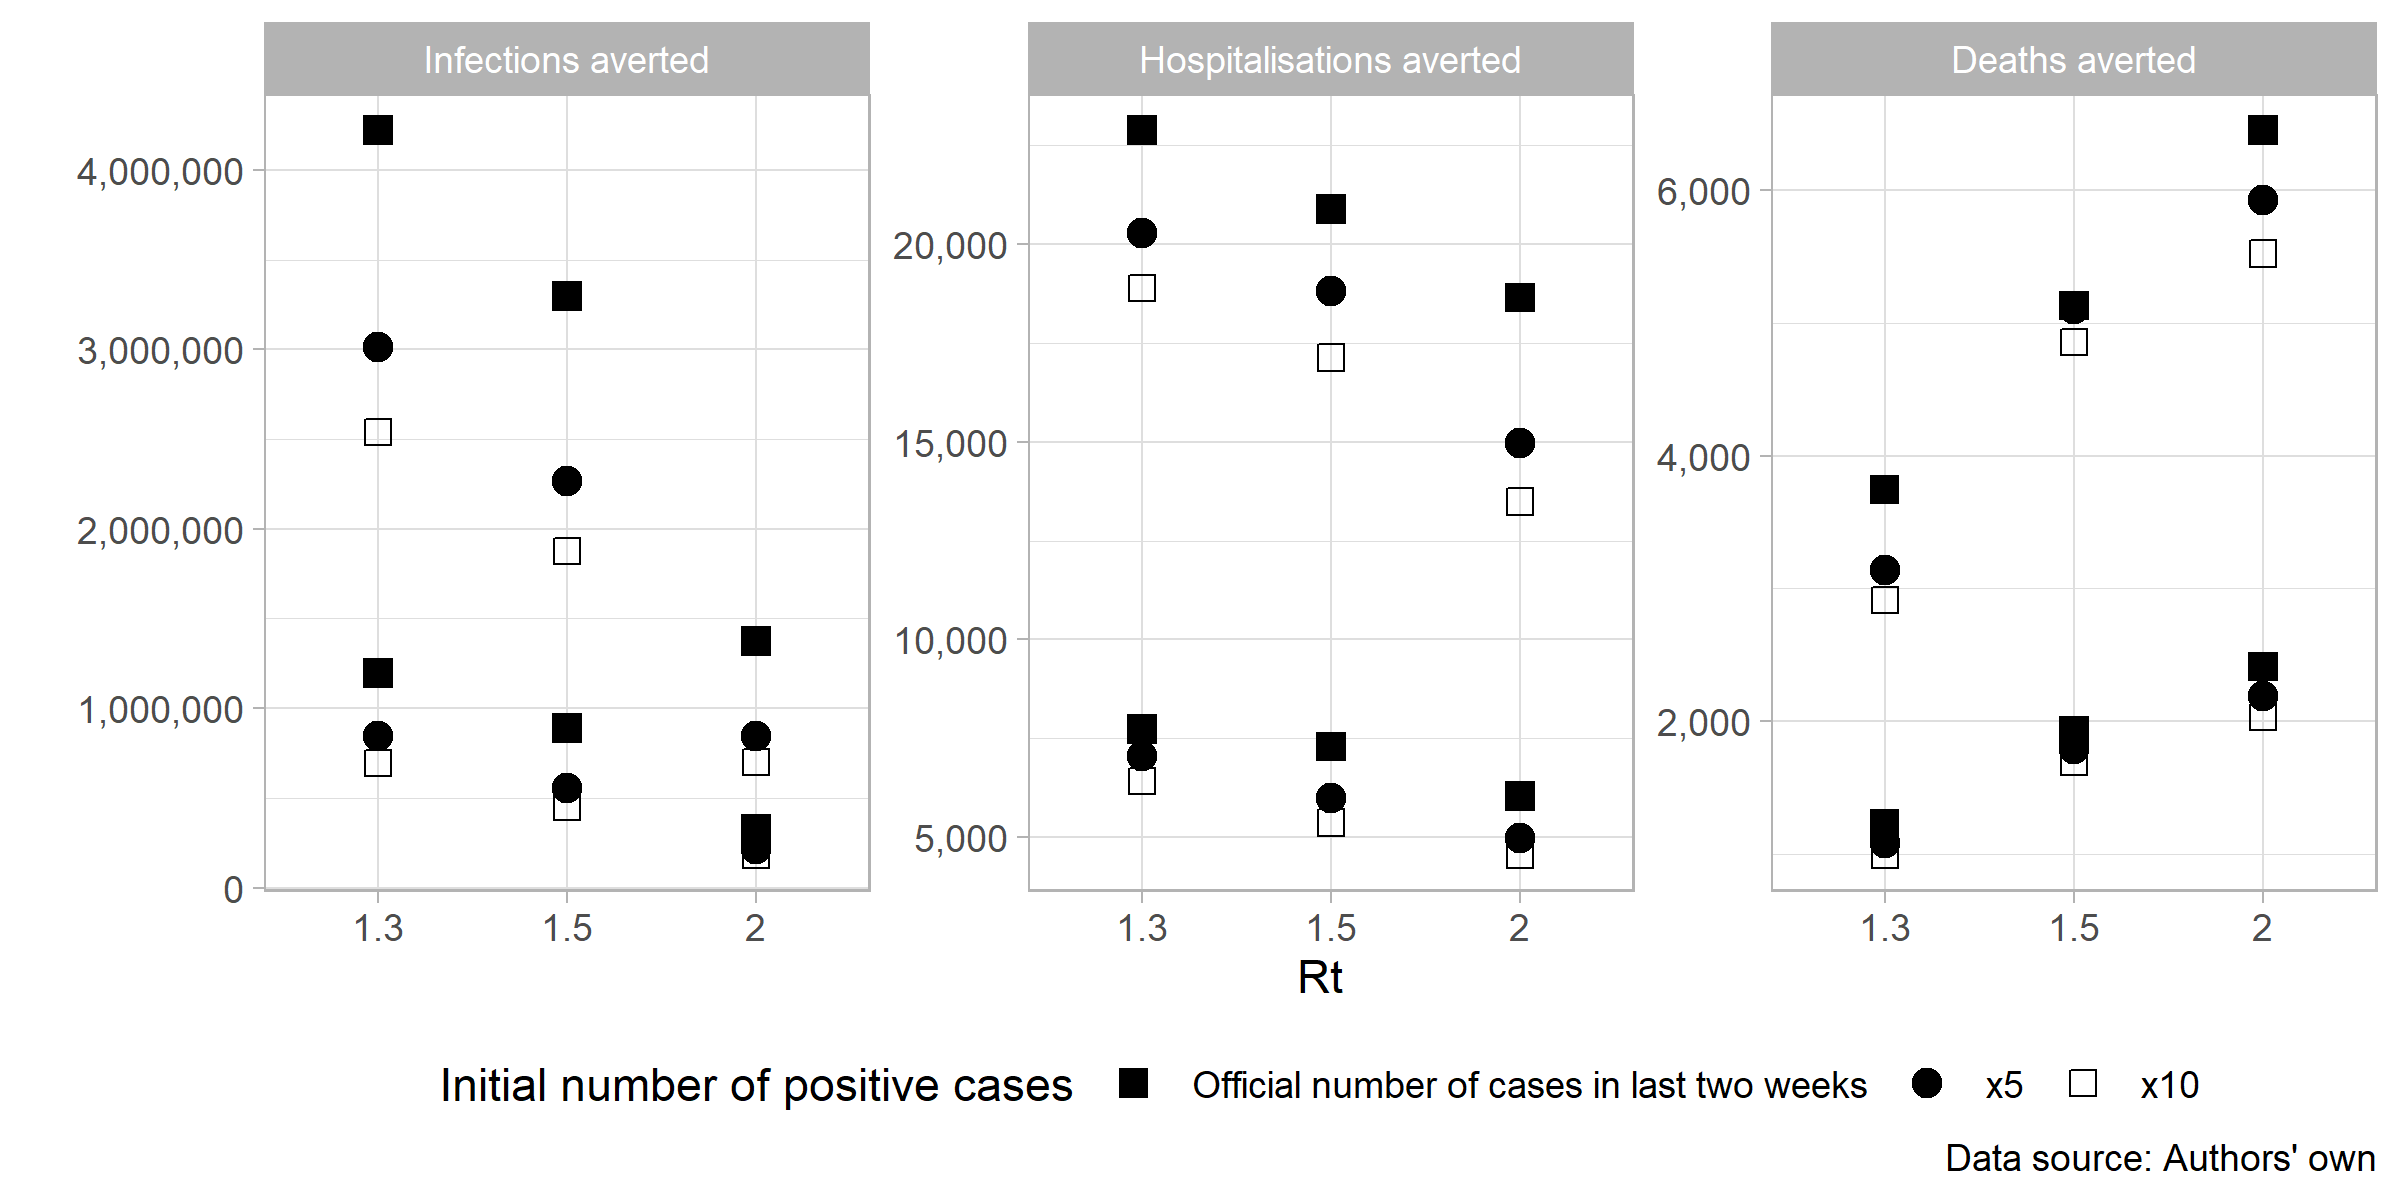 Infections averted
Hospitalisations averted
Deaths averted
4,000,000
3,000,000
2,000,000
1,000,000
0
20,000
15,000
10,000
5,000
6,000
4,000
2,000
1.3 1.5 2
1.3 1.5 2
1.3 1.5 2
Rt
Initial number of positive cases Official number of cases in last two weeks x5 x10
Data source: Authors' own